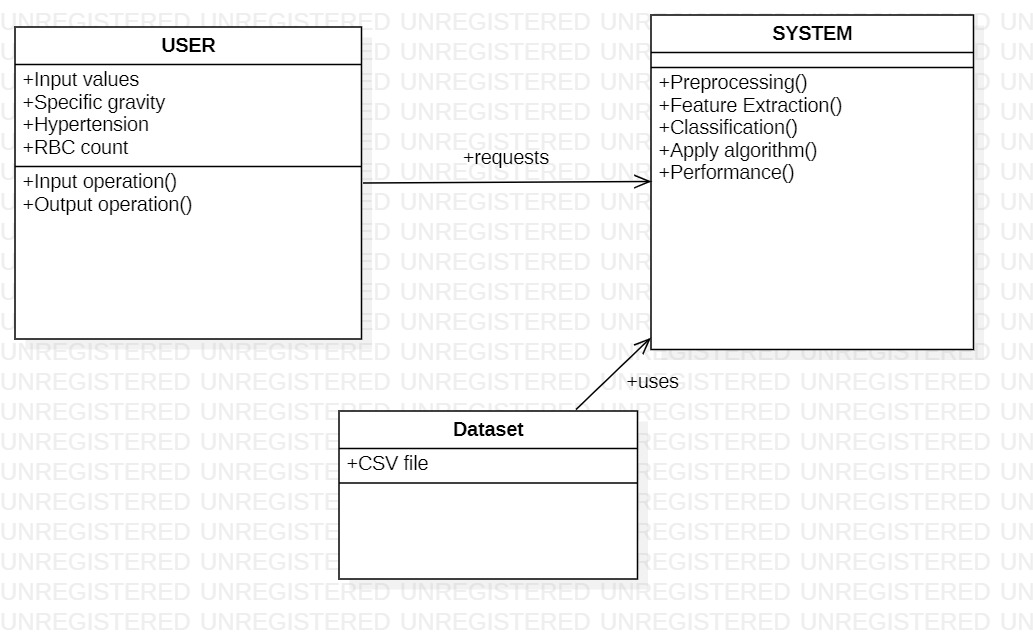 USER
+Input values
+Specific gravity
+Hypertension
+RBC count
+Input operation()
+Output operation()
+requests
SYSTEM
+Preprocessing()
+Feature Extraction()
+Classification()
+Apply algorithm()
+Performance()
+uses
Dataset
+CSV file
UNREGISTERED